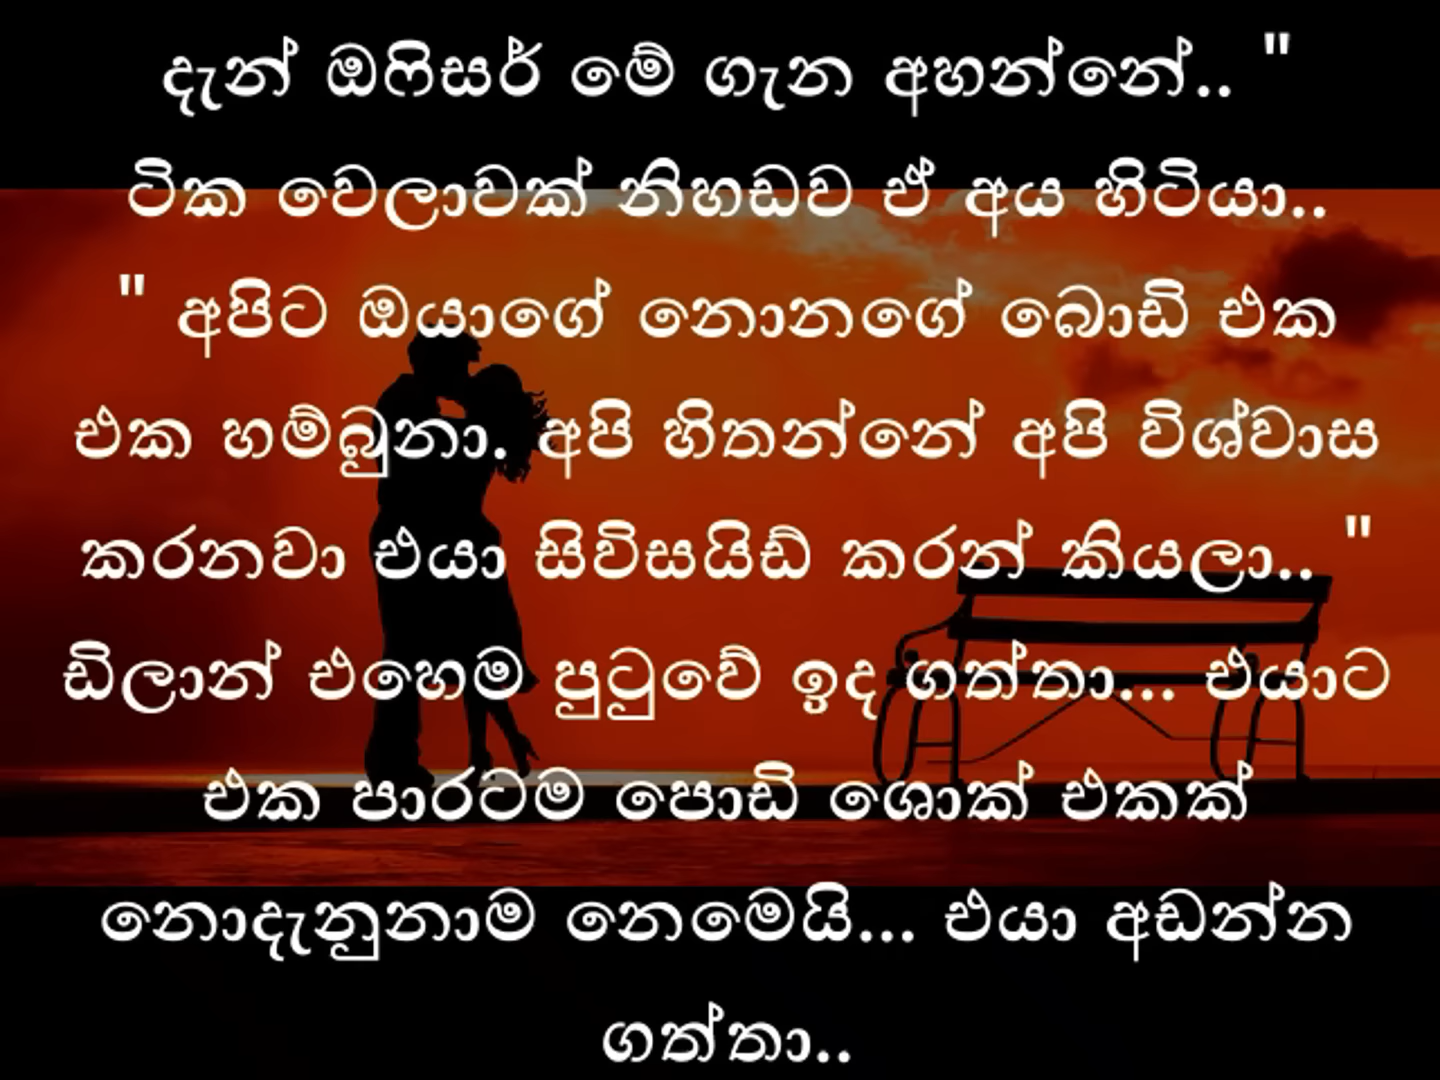 දැන් ඔෆිසර් මේ ගැන අහන්නේ.. "
ටික වෙලාවක් නිහඩව ඒ අය හිටියා..
" අපිට ඔයාගේ නොනගේ බොඩි එක
එක හම්බුනා. අපි හිතන්නේ අපි විශ්වාස
කරනවා එයා සිවිසයිඩ් කරන් කියලා.. "
ඩිලාන් එහෙම පුටුවේ ඉද ගත්තා... එයාට
එක පාරටම පොඩි ශොක් එකක්
නොදැනුනාම නෙමෙයි... එයා අඩන්න
ගත්තා..